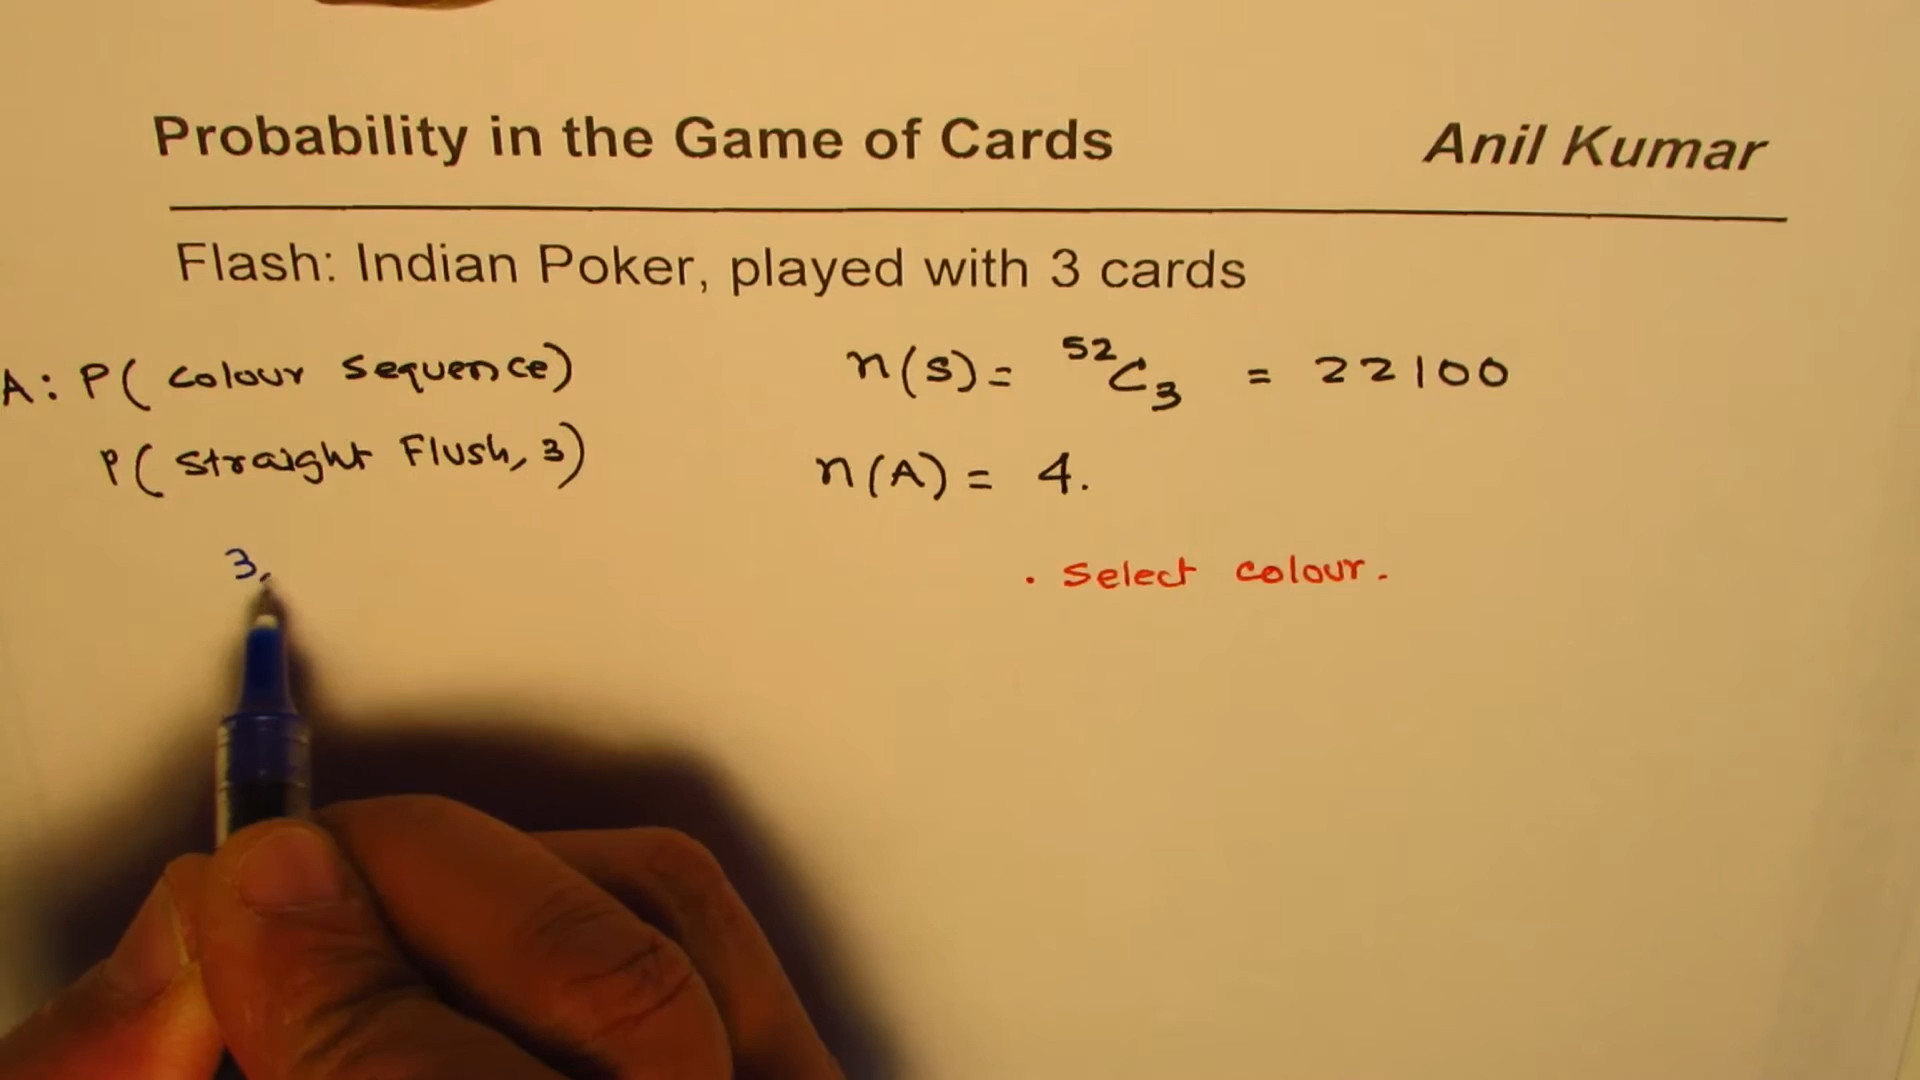 Probability in the Game of Cards Anil Kumar
Flash: Indian Poker, played with 3 cards
A: P( Colour Sequence) n(S)= ⁵²C₃ = 22100
P( Straight Flush, 3) n(A)= 4.
3, . Select colour.